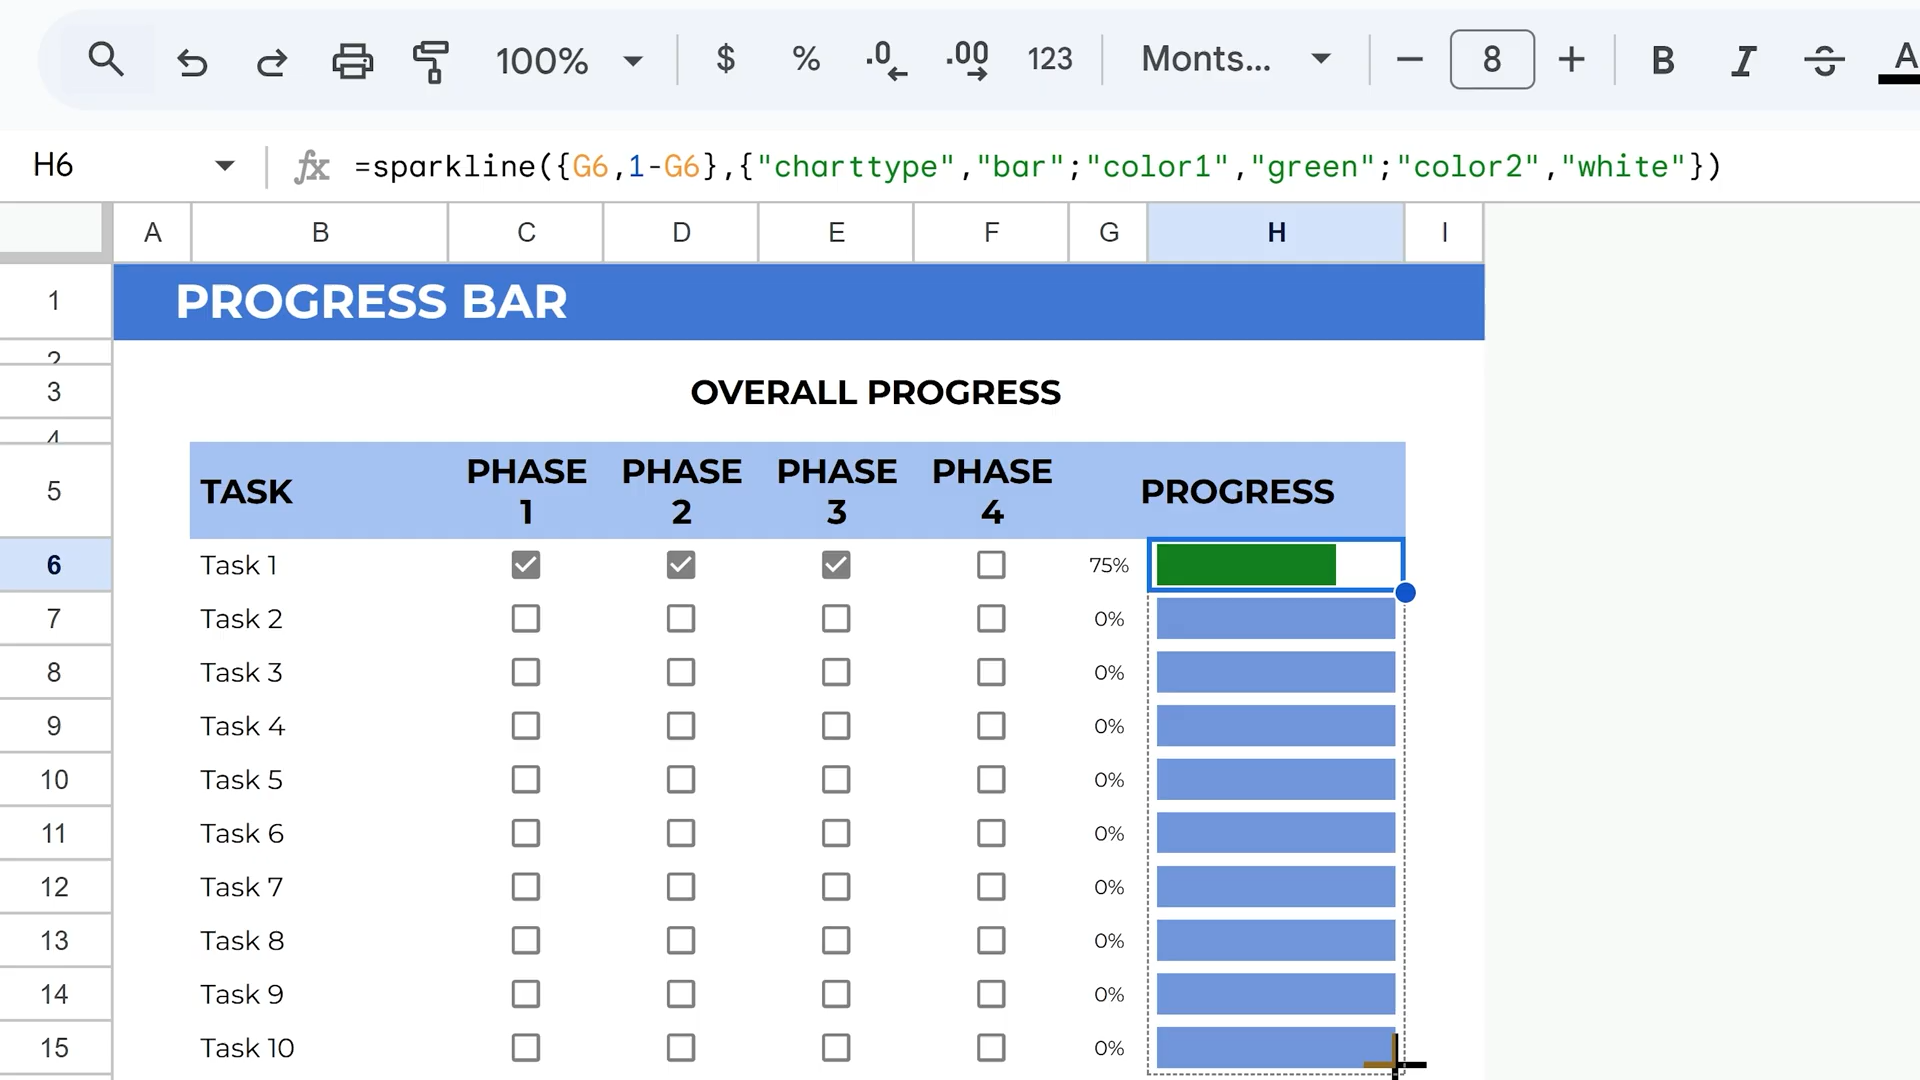 100% $ % .0 .00 123 Monts... 8 B I S A
H6 fx =sparkline({G6,1-G6},{"charttype","bar";"color1","green";"color2","white"})
A B C D E F G H I
1 PROGRESS BAR
2
3 OVERALL PROGRESS
4
5 TASK PHASE 1 PHASE 2 PHASE 3 PHASE 4 PROGRESS
6 Task 1 75%
7 Task 2 0%
8 Task 3 0%
9 Task 4 0%
10 Task 5 0%
11 Task 6 0%
12 Task 7 0%
13 Task 8 0%
14 Task 9 0%
15 Task 10 0%